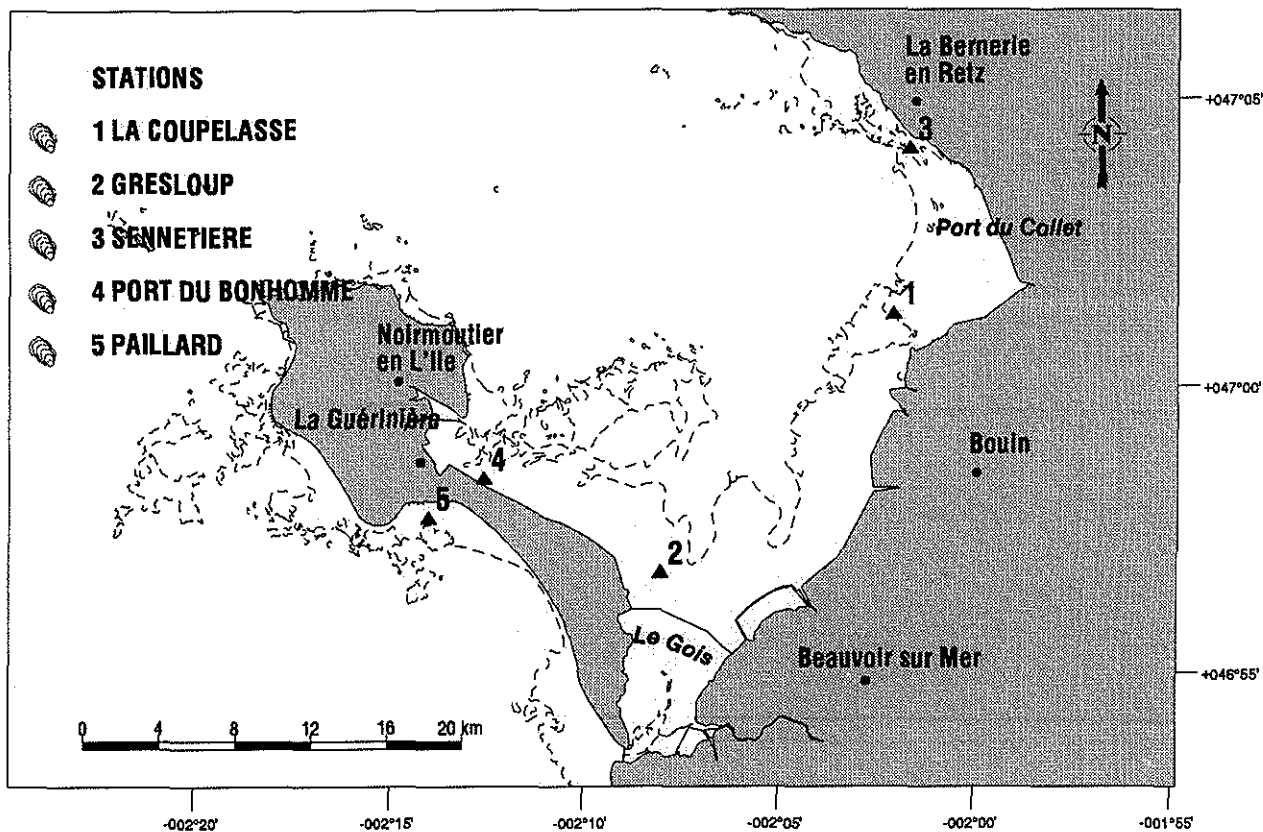 STATIONS
1 LA COUPELASSE
2 GRESLOUP
3 SENNETIERE
4 PORT DU BONHOMME
5 PAILLARD
La Bernerie
en Retz
3
N
Port du Collet
1
Noirmoutier
en L'Ile
La Guérinière
4
5
2
Bouin
Le Gois
Beauvoir sur Mer
0 4 8 12 16 20 km
+047°05'
+047°00'
+046°55'
-002°20' -002°15' -002°10' -002°05' -002°00' -001°55'